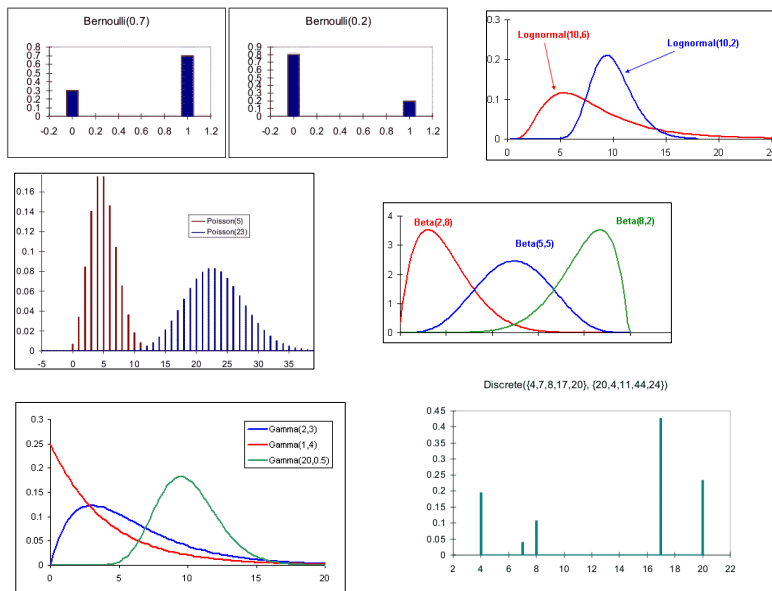 Bernoulli(0.7)
0.8
0.7
0.6
0.5
0.4
0.3
0.2
0.1
0
-0.2 0 0.2 0.4 0.6 0.8 1 1.2
Bernoulli(0.2)
0.9
0.8
0.7
0.6
0.5
0.4
0.3
0.2
0.1
0
-0.2 0 0.2 0.4 0.6 0.8 1 1.2
Lognormal(10,6)
Lognormal(10,2)
0.3
0.2
0.1
0
0 5 10 15 20 25
0.16
0.14
0.12
0.1
0.08
0.06
0.04
0.02
0
-5 0 5 10 15 20 25 30 35
Poisson(5)
Poisson(23)
4
3
2
1
0
Beta(2,8)
Beta(5,5)
Beta(8,2)
0.3
0.25
0.2
0.15
0.1
0.05
0
0 5 10 15 20
Gamma(2,3)
Gamma(1,4)
Gamma(20,0.5)
Discrete({4,7,8,17,20}, {20,4,11,44,24})
0.45
0.4
0.35
0.3
0.25
0.2
0.15
0.1
0.05
0
2 4 6 8 10 12 14 16 18 20 22